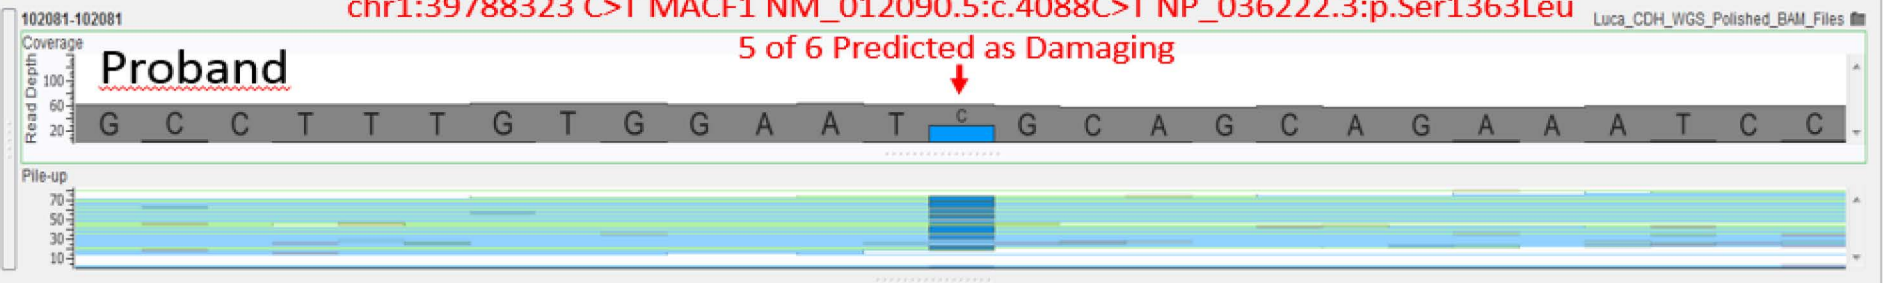 chr1:39788323 C>T MACF1 NM_012090.5:c.4088C>T NP_036222.3:p.Ser1363Leu
102081-102081
Luca_CDH_WGS_Polished_BAM_Files
Coverage
5 of 6 Predicted as Damaging
Proband
Read Depth
100
60
20
G C C T T T G T G G A A T C G C A G C A G A A A T C C
Pile-up
70
50
30
10